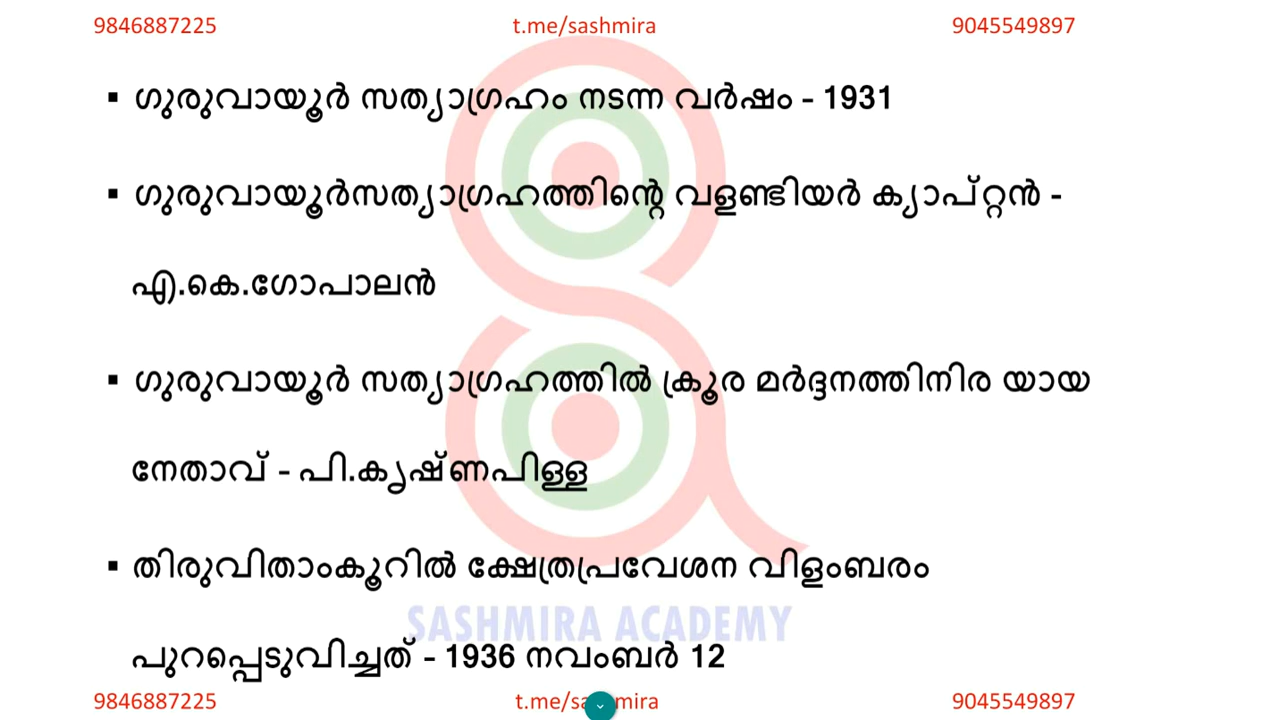 9846887225 t.me/sashmira 9045549897
▪ ഗുരുവായൂർ സത്യാഗ്രഹം നടന്ന വർഷം - 1931
▪ ഗുരുവായൂർസത്യാഗ്രഹത്തിന്റെ വളണ്ടിയർ ക്യാപ്റ്റൻ -
എ.കെ.ഗോപാലൻ
▪ ഗുരുവായൂർ സത്യാഗ്രഹത്തിൽ ക്രൂര മർദ്ദനത്തിനിര യായ
നേതാവ് - പി.കൃഷ്ണപിള്ള
▪ തിരുവിതാംകൂറിൽ ക്ഷേത്രപ്രവേശന വിളംബരം
SASHMIRA ACADEMY
പുറപ്പെടുവിച്ചത് - 1936 നവംബർ 12
9846887225 9045549897